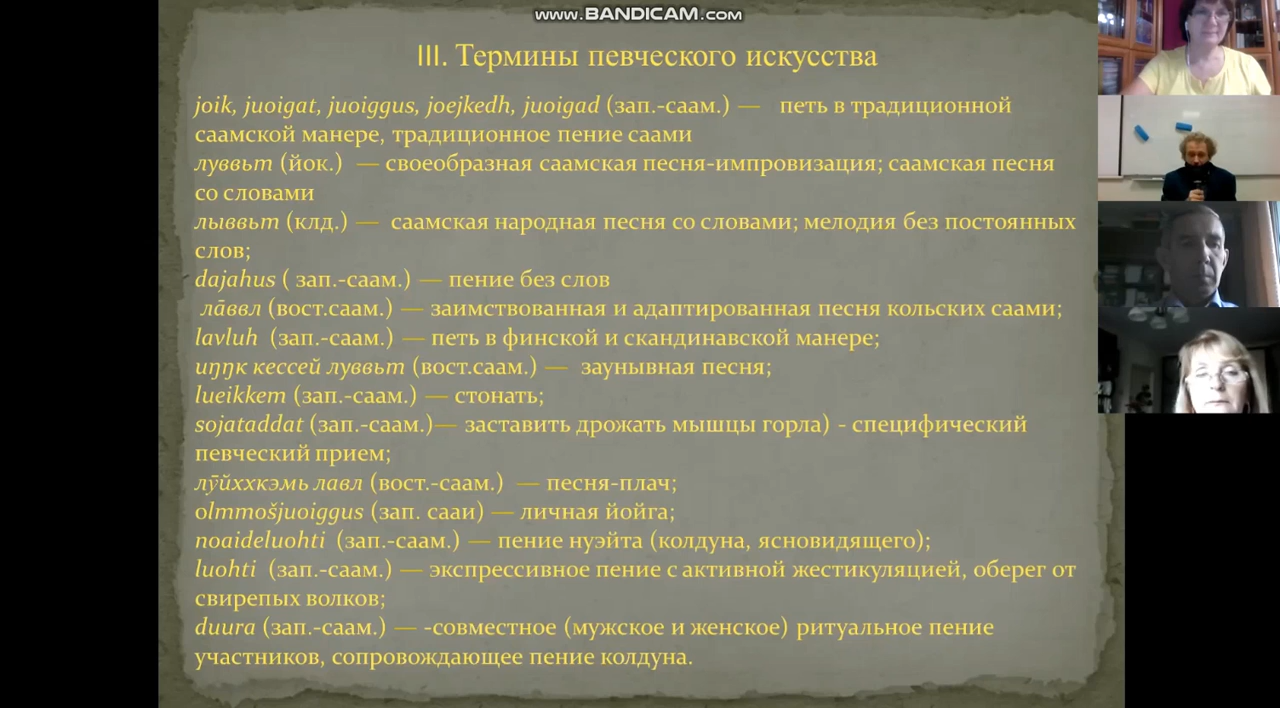 www.BANDICAM.com
III. Термины певческого искусства
joik, juoigat, juoiggus, joejkedh, juoigad (зап.-саам.) — петь в традиционной
саамской манере, традиционное пение саами
луввьт (йок.) — своеобразная саамская песня-импровизация; саамская песня
со словами
лыввьт (клд.) — саамская народная песня со словами; мелодия без постоянных
слов;
dajahus ( зап.-саам.) — пение без слов
ла̄ввл (вост.саам.) — заимствованная и адаптированная песня кольских саами;
lavluh (зап.-саам.) — петь в финской и скандинавской манере;
иӈӈк кессей луввьт (вост.саам.) — заунывная песня;
lueikkem (зап.-саам.) — стонать;
sojataddat (зап.-саам.)— заставить дрожать мышцы горла) - специфический
певческий прием;
лӯйххкэмь лавл (вост.-саам.) — песня-плач;
olmmošjuoiggus (зап. сааи) — личная йойга;
noaideluohti (зап.-саам.) — пение нуэйта (колдуна, ясновидящего);
luohti (зап.-саам.) — экспрессивное пение с активной жестикуляцией, оберег от
свирепых волков;
duura (зап.-саам.) — -совместное (мужское и женское) ритуальное пение
участников, сопровождающее пение колдуна.